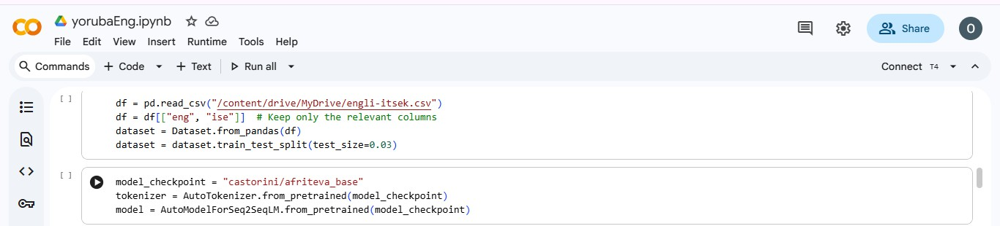 yorubaEng.ipynb
Share
O
File Edit View Insert Runtime Tools Help
Commands + Code + Text Run all
Connect T4
[ ]
df = pd.read_csv("/content/drive/MyDrive/engli-itsek.csv")
df = df[["eng", "ise"]]  # Keep only the relevant columns
dataset = Dataset.from_pandas(df)
dataset = dataset.train_test_split(test_size=0.03)
[ ]
model_checkpoint = "castorini/afriteva_base"
tokenizer = AutoTokenizer.from_pretrained(model_checkpoint)
model = AutoModelForSeq2SeqLM.from_pretrained(model_checkpoint)